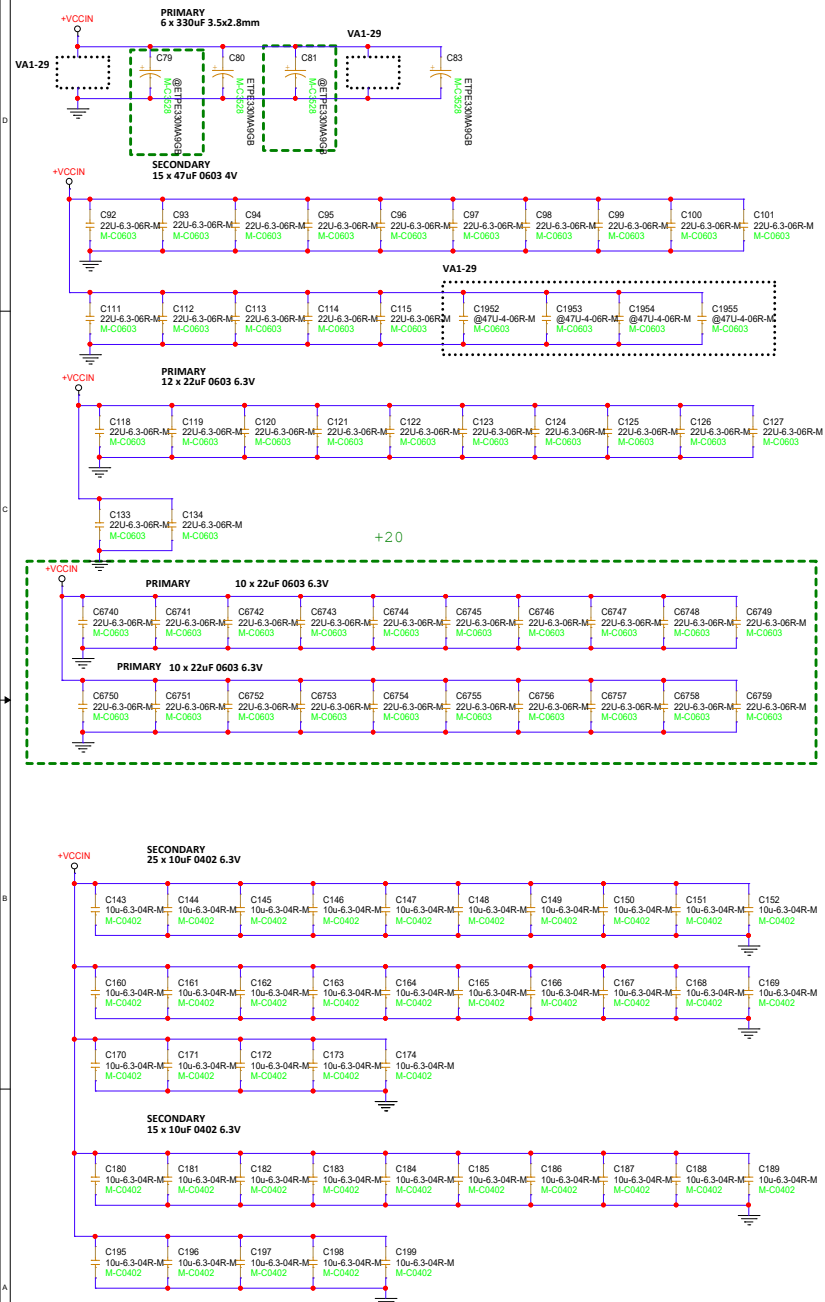 PRIMARY
6 x 330uF 3.5x2.8mm
+VCCIN
VA1-29
VA1-29
C79
@ETPE330MA9GB
M-C3528
C80
ETPE330MA9GB
M-C3528
C81
@ETPE330MA9GB
M-C3528
C83
ETPE330MA9GB
M-C3528
D
SECONDARY
15 x 47uF 0603 4V
+VCCIN
C92 C93 C94 C95 C96 C97 C98 C99 C100 C101
22U-6.3-06R-M 22U-6.3-06R-M 22U-6.3-06R-M 22U-6.3-06R-M 22U-6.3-06R-M 22U-6.3-06R-M 22U-6.3-06R-M 22U-6.3-06R-M 22U-6.3-06R-M 22U-6.3-06R-M
M-C0603 M-C0603 M-C0603 M-C0603 M-C0603 M-C0603 M-C0603 M-C0603 M-C0603 M-C0603
VA1-29
C111 C112 C113 C114 C115 C1952 C1953 C1954 C1955
22U-6.3-06R-M 22U-6.3-06R-M 22U-6.3-06R-M 22U-6.3-06R-M 22U-6.3-06R-M @47U-4-06R-M @47U-4-06R-M @47U-4-06R-M @47U-4-06R-M
M-C0603 M-C0603 M-C0603 M-C0603 M-C0603 M-C0603 M-C0603 M-C0603 M-C0603
PRIMARY
12 x 22uF 0603 6.3V
+VCCIN
C118 C119 C120 C121 C122 C123 C124 C125 C126 C127
22U-6.3-06R-M 22U-6.3-06R-M 22U-6.3-06R-M 22U-6.3-06R-M 22U-6.3-06R-M 22U-6.3-06R-M 22U-6.3-06R-M 22U-6.3-06R-M 22U-6.3-06R-M 22U-6.3-06R-M
M-C0603 M-C0603 M-C0603 M-C0603 M-C0603 M-C0603 M-C0603 M-C0603 M-C0603 M-C0603
C
C133 C134
22U-6.3-06R-M 22U-6.3-06R-M
M-C0603 M-C0603
+20
+VCCIN
PRIMARY 10 x 22uF 0603 6.3V
C6740 C6741 C6742 C6743 C6744 C6745 C6746 C6747 C6748 C6749
22U-6.3-06R-M 22U-6.3-06R-M 22U-6.3-06R-M 22U-6.3-06R-M 22U-6.3-06R-M 22U-6.3-06R-M 22U-6.3-06R-M 22U-6.3-06R-M 22U-6.3-06R-M 22U-6.3-06R-M
M-C0603 M-C0603 M-C0603 M-C0603 M-C0603 M-C0603 M-C0603 M-C0603 M-C0603 M-C0603
PRIMARY 10 x 22uF 0603 6.3V
C6750 C6751 C6752 C6753 C6754 C6755 C6756 C6757 C6758 C6759
22U-6.3-06R-M 22U-6.3-06R-M 22U-6.3-06R-M 22U-6.3-06R-M 22U-6.3-06R-M 22U-6.3-06R-M 22U-6.3-06R-M 22U-6.3-06R-M 22U-6.3-06R-M 22U-6.3-06R-M
M-C0603 M-C0603 M-C0603 M-C0603 M-C0603 M-C0603 M-C0603 M-C0603 M-C0603 M-C0603
SECONDARY
25 x 10uF 0402 6.3V
+VCCIN
B
C143 C144 C145 C146 C147 C148 C149 C150 C151 C152
10u-6.3-04R-M 10u-6.3-04R-M 10u-6.3-04R-M 10u-6.3-04R-M 10u-6.3-04R-M 10u-6.3-04R-M 10u-6.3-04R-M 10u-6.3-04R-M 10u-6.3-04R-M 10u-6.3-04R-M
M-C0402 M-C0402 M-C0402 M-C0402 M-C0402 M-C0402 M-C0402 M-C0402 M-C0402 M-C0402
C160 C161 C162 C163 C164 C165 C166 C167 C168 C169
10u-6.3-04R-M 10u-6.3-04R-M 10u-6.3-04R-M 10u-6.3-04R-M 10u-6.3-04R-M 10u-6.3-04R-M 10u-6.3-04R-M 10u-6.3-04R-M 10u-6.3-04R-M 10u-6.3-04R-M
M-C0402 M-C0402 M-C0402 M-C0402 M-C0402 M-C0402 M-C0402 M-C0402 M-C0402 M-C0402
C170 C171 C172 C173 C174
10u-6.3-04R-M 10u-6.3-04R-M 10u-6.3-04R-M 10u-6.3-04R-M 10u-6.3-04R-M
M-C0402 M-C0402 M-C0402 M-C0402 M-C0402
SECONDARY
15 x 10uF 0402 6.3V
C180 C181 C182 C183 C184 C185 C186 C187 C188 C189
10u-6.3-04R-M 10u-6.3-04R-M 10u-6.3-04R-M 10u-6.3-04R-M 10u-6.3-04R-M 10u-6.3-04R-M 10u-6.3-04R-M 10u-6.3-04R-M 10u-6.3-04R-M 10u-6.3-04R-M
M-C0402 M-C0402 M-C0402 M-C0402 M-C0402 M-C0402 M-C0402 M-C0402 M-C0402 M-C0402
C195 C196 C197 C198 C199
10u-6.3-04R-M 10u-6.3-04R-M 10u-6.3-04R-M 10u-6.3-04R-M 10u-6.3-04R-M
M-C0402 M-C0402 M-C0402 M-C0402 M-C0402
A